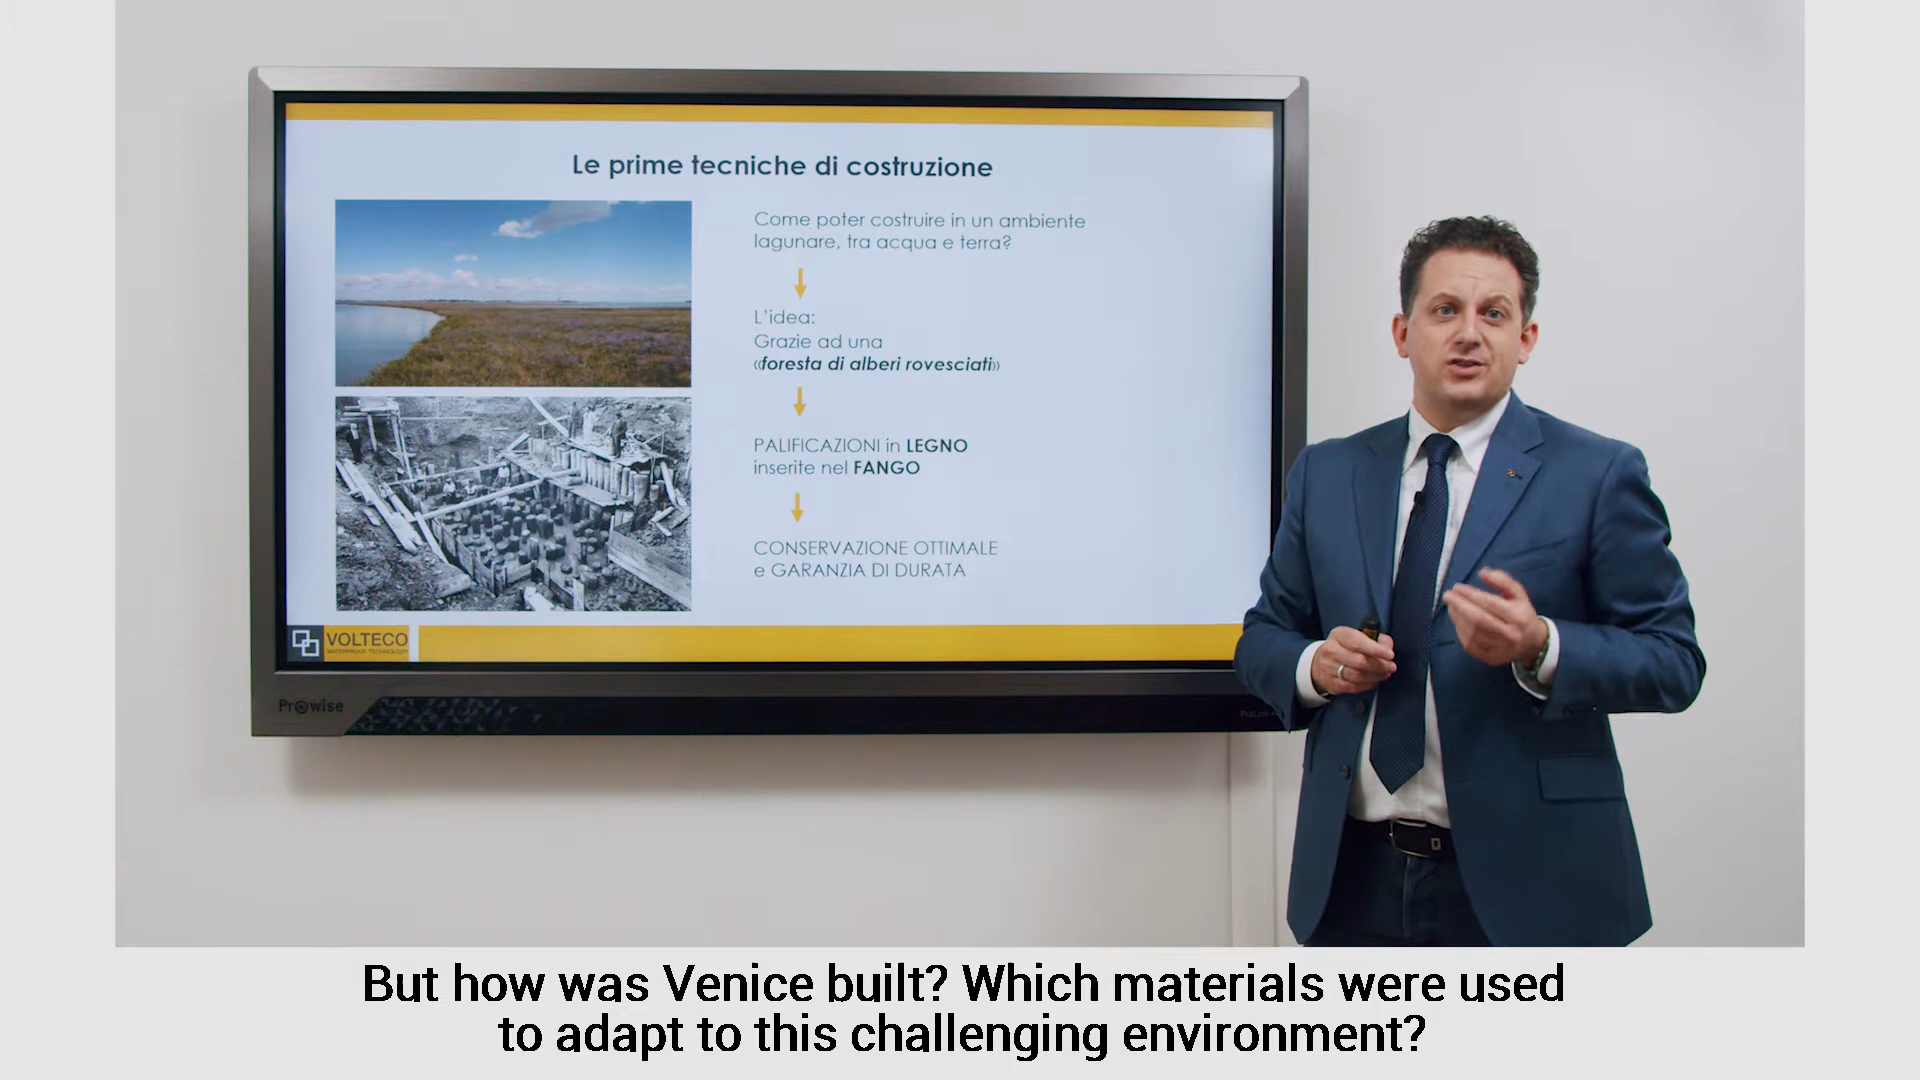 Le prime tecniche di costruzione
Come poter costruire in un ambiente
lagunare, tra acqua e terra?
L'idea:
Grazie ad una
«foresta di alberi rovesciati»
PALIFICAZIONI in LEGNO
inserite nel FANGO
CONSERVAZIONE OTTIMALE
e GARANZIA DI DURATA
VOLTECO
WATERPROOF TECHNOLOGY
Prowise
But how was Venice built? Which materials were used
to adapt to this challenging environment?